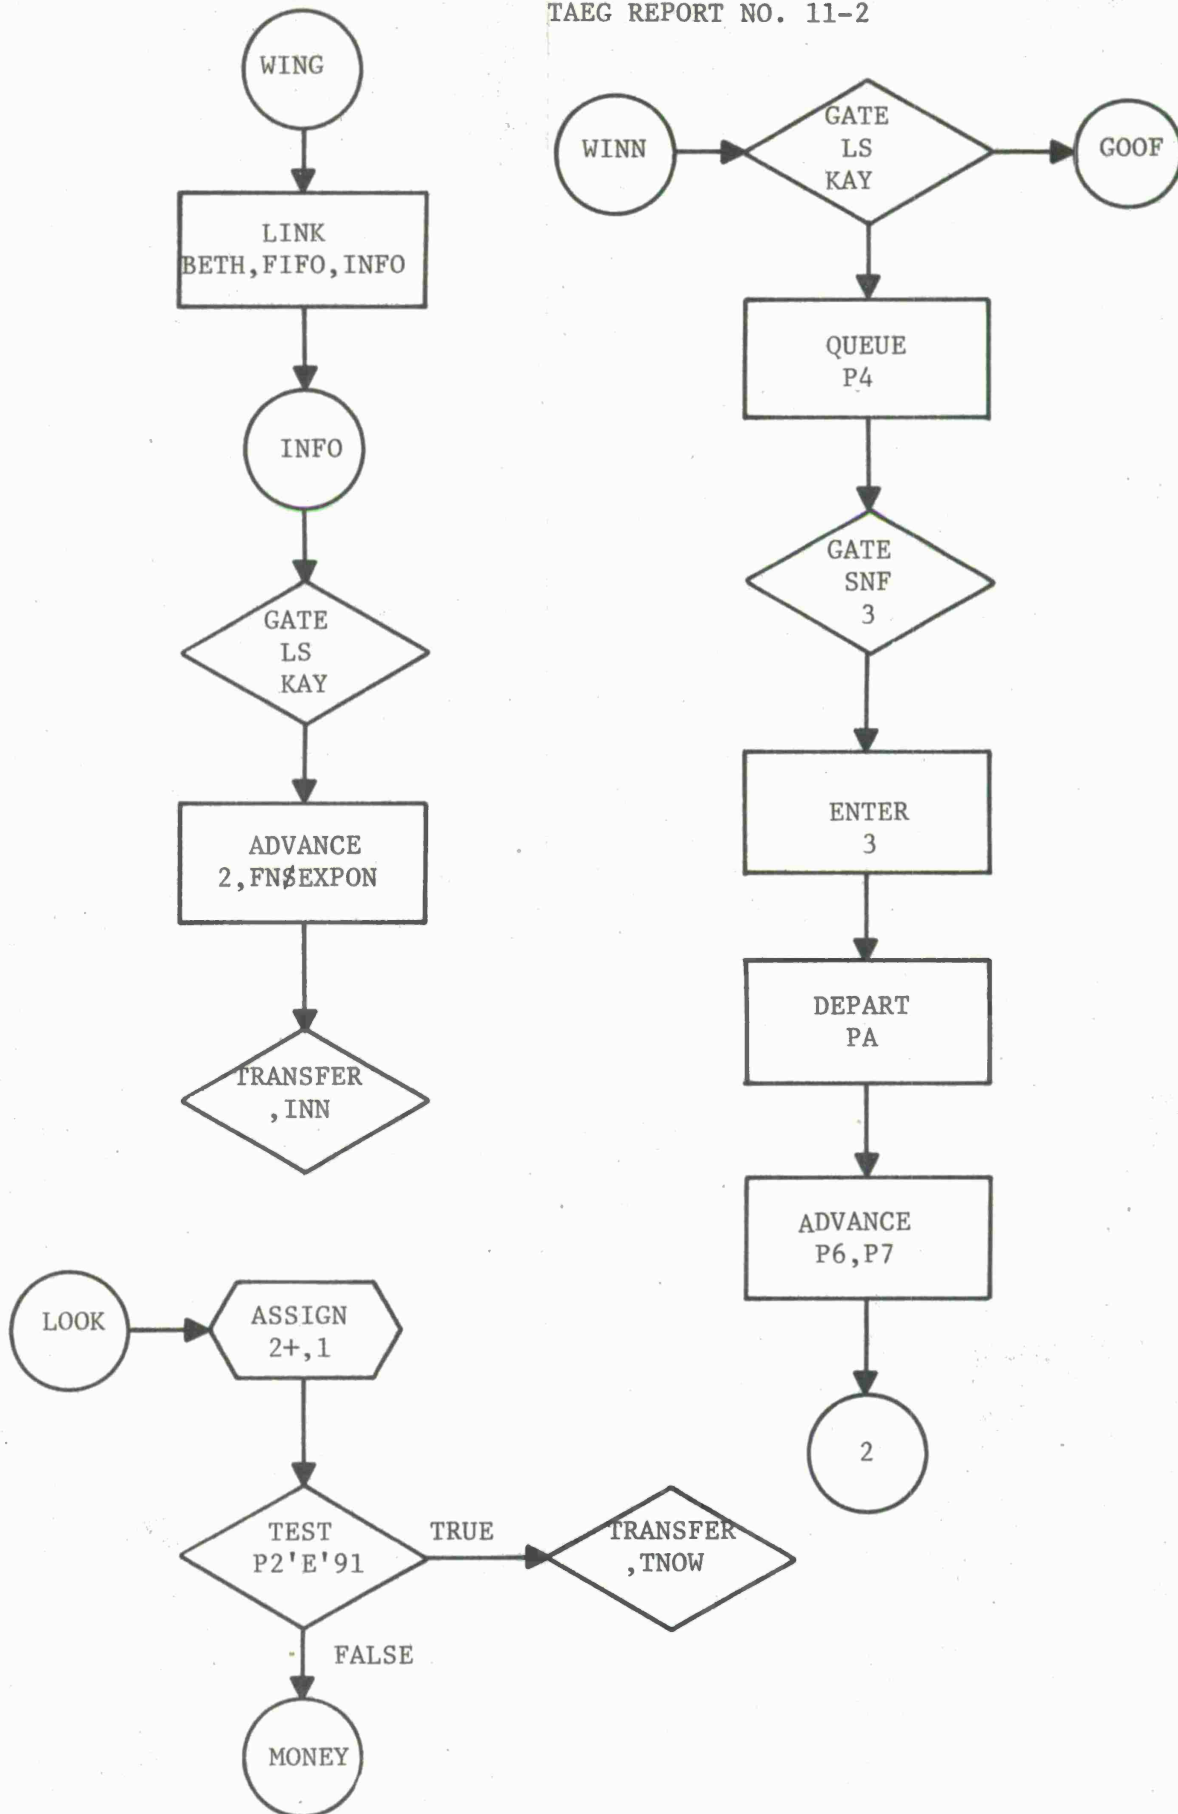 TAEG REPORT NO. 11-2
WING
LINK
BETH,FIFO,INFO
INFO
GATE
LS
KAY
ADVANCE
2,FN$EXPON
TRANSFER
,INN
WINN
GATE
LS
KAY
GOOF
QUEUE
P4
GATE
SNF
3
ENTER
3
DEPART
PA
ADVANCE
P6,P7
2
LOOK
ASSIGN
2+,1
TEST
P2'E'91
TRUE
TRANSFER
,TNOW
FALSE
MONEY